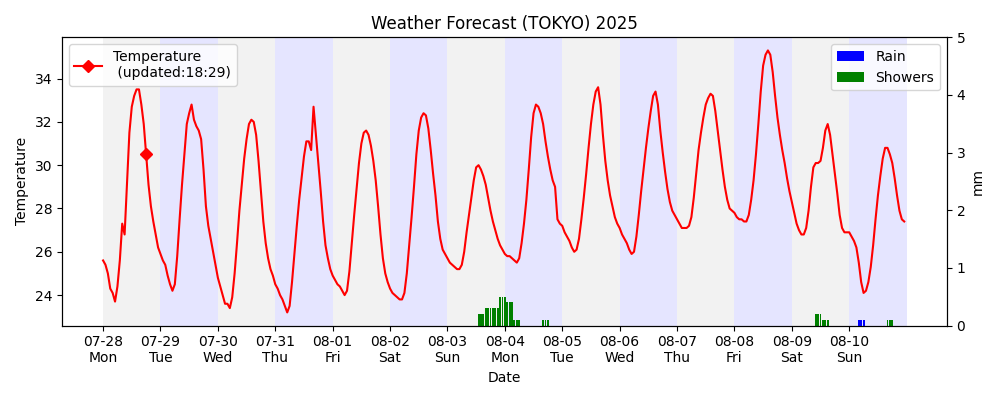 Weather Forecast (TOKYO) 2025
Temperature
(updated:18:29)
Rain
Showers
Temperature
34
32
30
28
26
24
5
4
3
2
1
0
mm
07-28 07-29 07-30 07-31 08-01 08-02 08-03 08-04 08-05 08-06 08-07 08-08 08-09 08-10
Mon Tue Wed Thu Fri Sat Sun Mon Tue Wed Thu Fri Sat Sun
Date